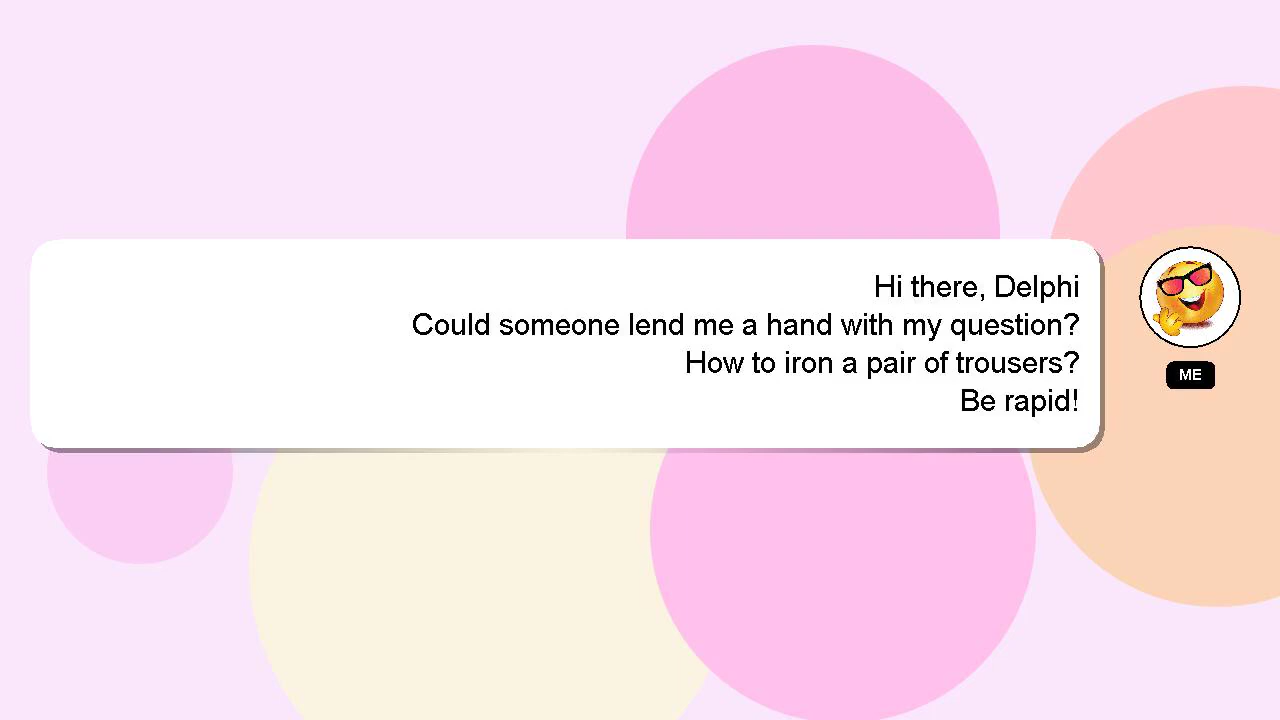 Hi there, Delphi
Could someone lend me a hand with my question?
How to iron a pair of trousers?
Be rapid!
ME